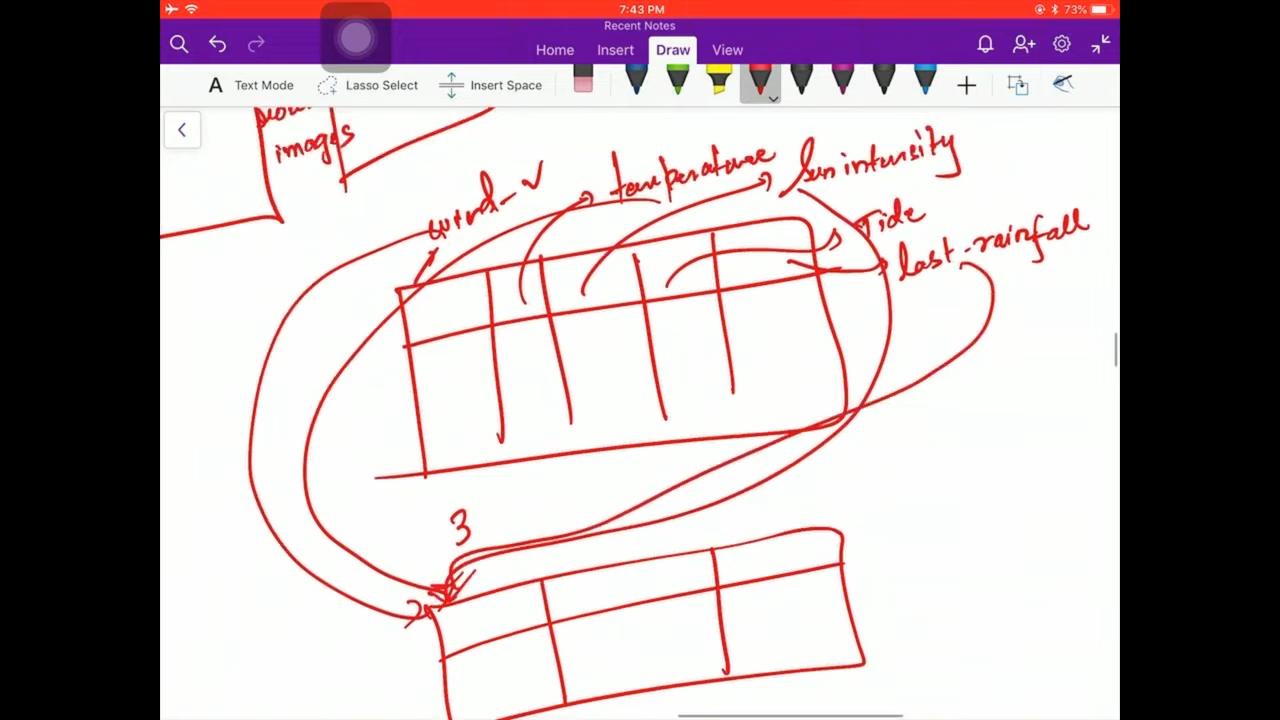 7:43 PM
73%
Recent Notes
Home Insert Draw View
A Text Mode Lasso Select Insert Space
images
wind-v
temperature
Sun intensity
Tide
last-rainfall
3